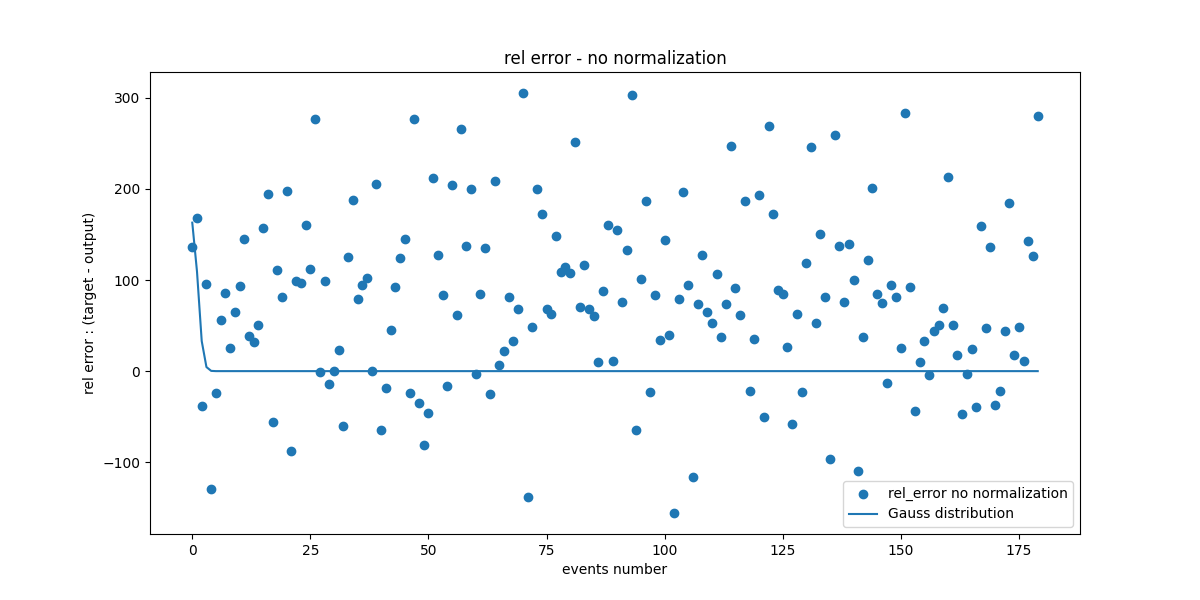 rel error - no normalization
rel error : (target - output)
300
200
100
0
−100
0
25
50
75
100
125
150
175
events number
rel_error no normalization
Gauss distribution